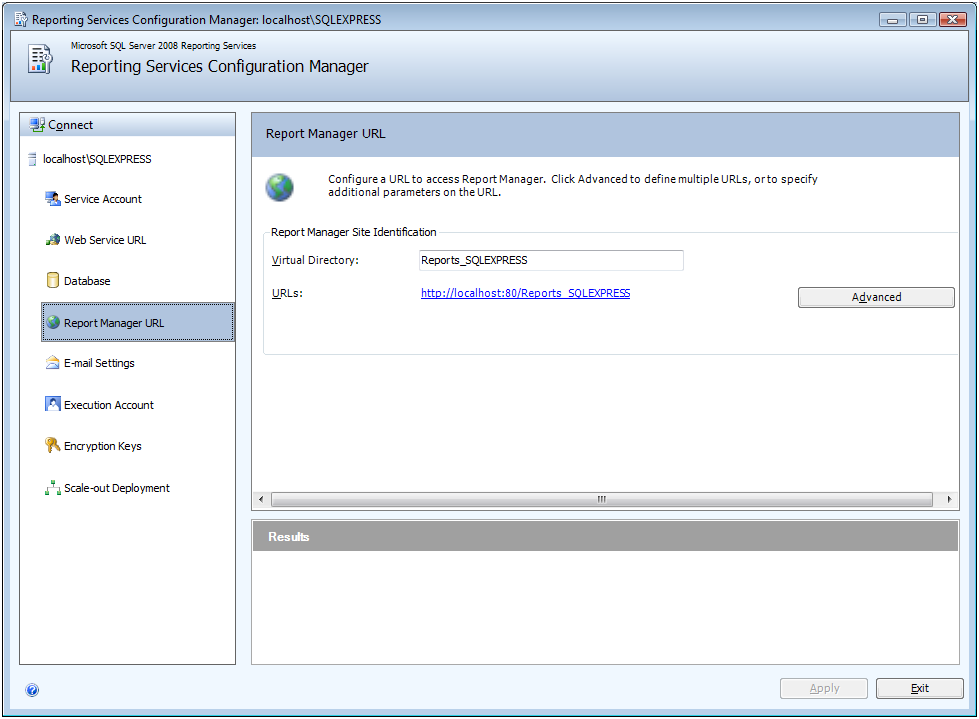 Reporting Services Configuration Manager: localhost\SQLEXPRESS
Microsoft SQL Server 2008 Reporting Services
Reporting Services Configuration Manager
Connect
localhost\SQLEXPRESS
Service Account
Web Service URL
Database
Report Manager URL
E-mail Settings
Execution Account
Encryption Keys
Scale-out Deployment
Report Manager URL
Configure a URL to access Report Manager. Click Advanced to define multiple URLs, or to specify
additional parameters on the URL.
Report Manager Site Identification
Virtual Directory: Reports_SQLEXPRESS
URLs: http://localhost:80/Reports_SQLEXPRESS
Advanced
Results
Apply Exit